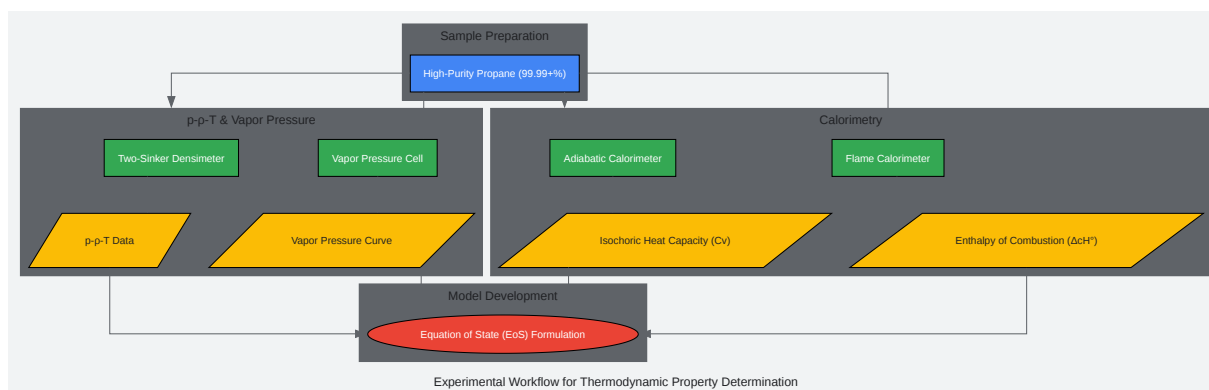 Sample Preparation
High-Purity Propane (99.99+%)
p-ρ-T & Vapor Pressure
Calorimetry
Two-Sinker Densimeter
Vapor Pressure Cell
Adiabatic Calorimeter
Flame Calorimeter
p-ρ-T Data
Vapor Pressure Curve
Isochoric Heat Capacity (Cv)
Enthalpy of Combustion (ΔcH°)
Model Development
Equation of State (EoS) Formulation
Experimental Workflow for Thermodynamic Property Determination